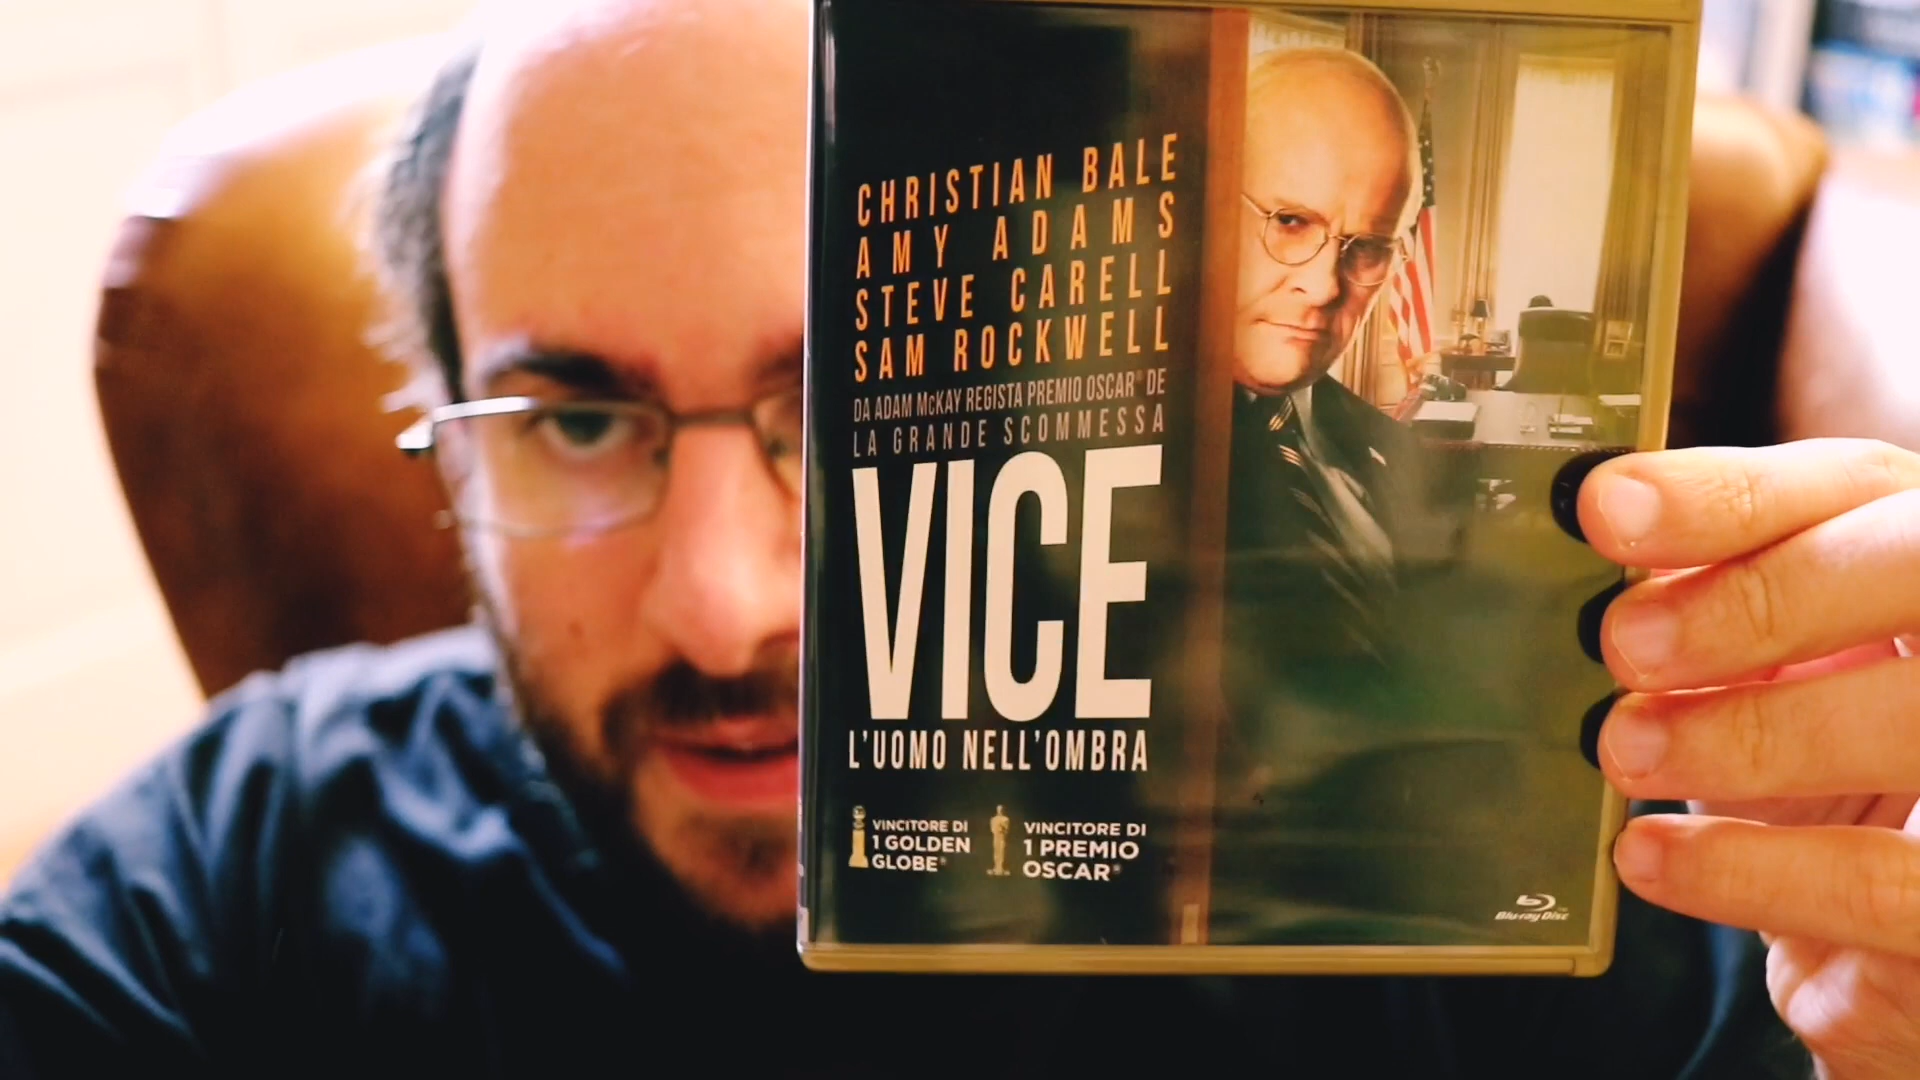 CHRISTIAN BALE
AMY ADAMS
STEVE CARELL
SAM ROCKWELL
DA ADAM McKAY REGISTA PREMIO OSCAR® DE
LA GRANDE SCOMMESSA
VICE
L'UOMO NELL'OMBRA
VINCITORE DI
1 GOLDEN
GLOBE®
VINCITORE DI
1 PREMIO
OSCAR®
Blu-ray Disc